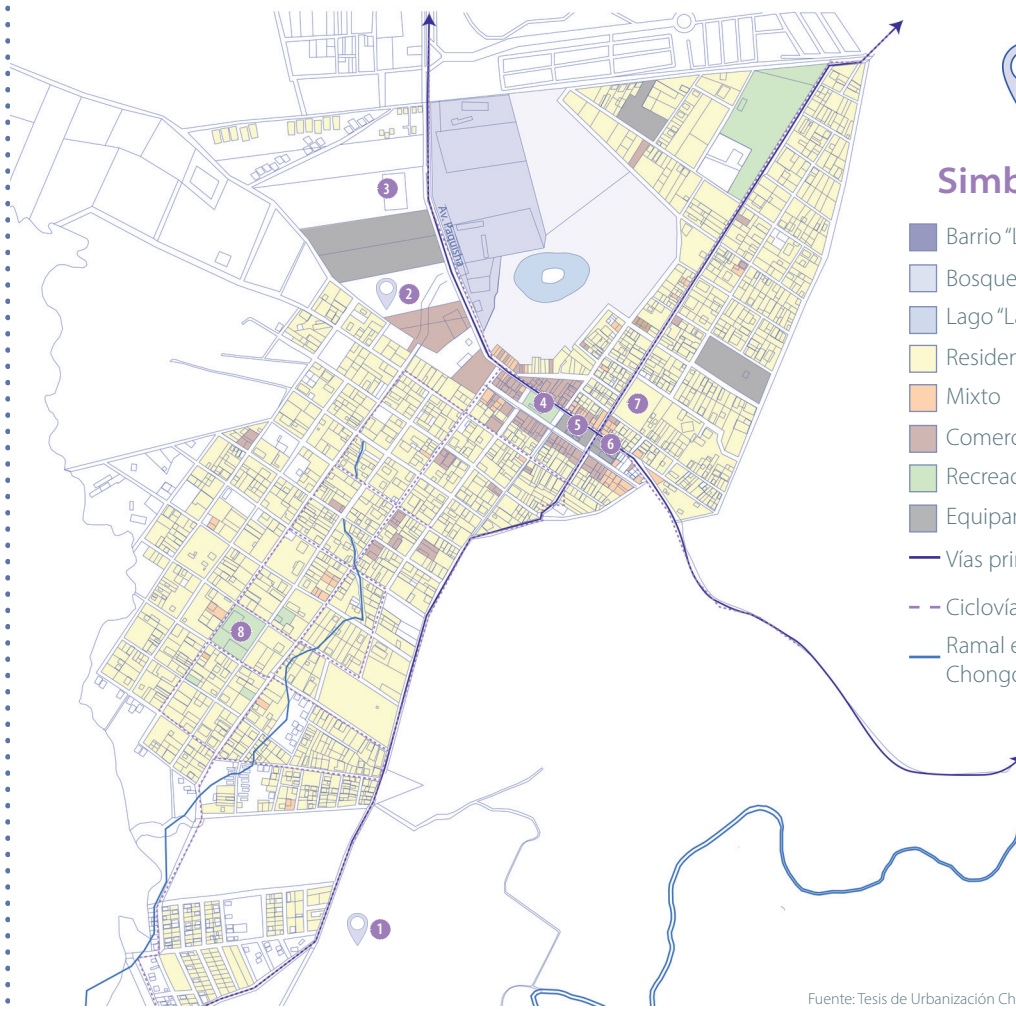 Simb
Barrio “L
Bosque
Lago “La
Residen
Mixto
Comerc
Recreac
Equipar
Vías prin
Ciclovía
Ramal e
Chongo
Av. Paquisha
3
2
4
5
6
7
8
1
Fuente: Tesis de Urbanización Ch